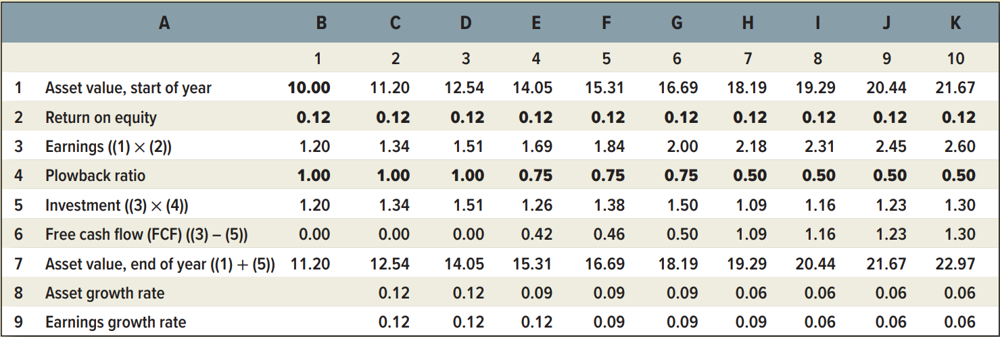 A B C D E F G H I J K
1 2 3 4 5 6 7 8 9 10
1 Asset value, start of year 10.00 11.20 12.54 14.05 15.31 16.69 18.19 19.29 20.44 21.67
2 Return on equity 0.12 0.12 0.12 0.12 0.12 0.12 0.12 0.12 0.12 0.12
3 Earnings ((1) × (2)) 1.20 1.34 1.51 1.69 1.84 2.00 2.18 2.31 2.45 2.60
4 Plowback ratio 1.00 1.00 1.00 0.75 0.75 0.75 0.50 0.50 0.50 0.50
5 Investment ((3) × (4)) 1.20 1.34 1.51 1.26 1.38 1.50 1.09 1.16 1.23 1.30
6 Free cash flow (FCF) ((3) – (5)) 0.00 0.00 0.00 0.42 0.46 0.50 1.09 1.16 1.23 1.30
7 Asset value, end of year ((1) + (5)) 11.20 12.54 14.05 15.31 16.69 18.19 19.29 20.44 21.67 22.97
8 Asset growth rate 0.12 0.12 0.09 0.09 0.09 0.06 0.06 0.06 0.06
9 Earnings growth rate 0.12 0.12 0.12 0.09 0.09 0.09 0.06 0.06 0.06